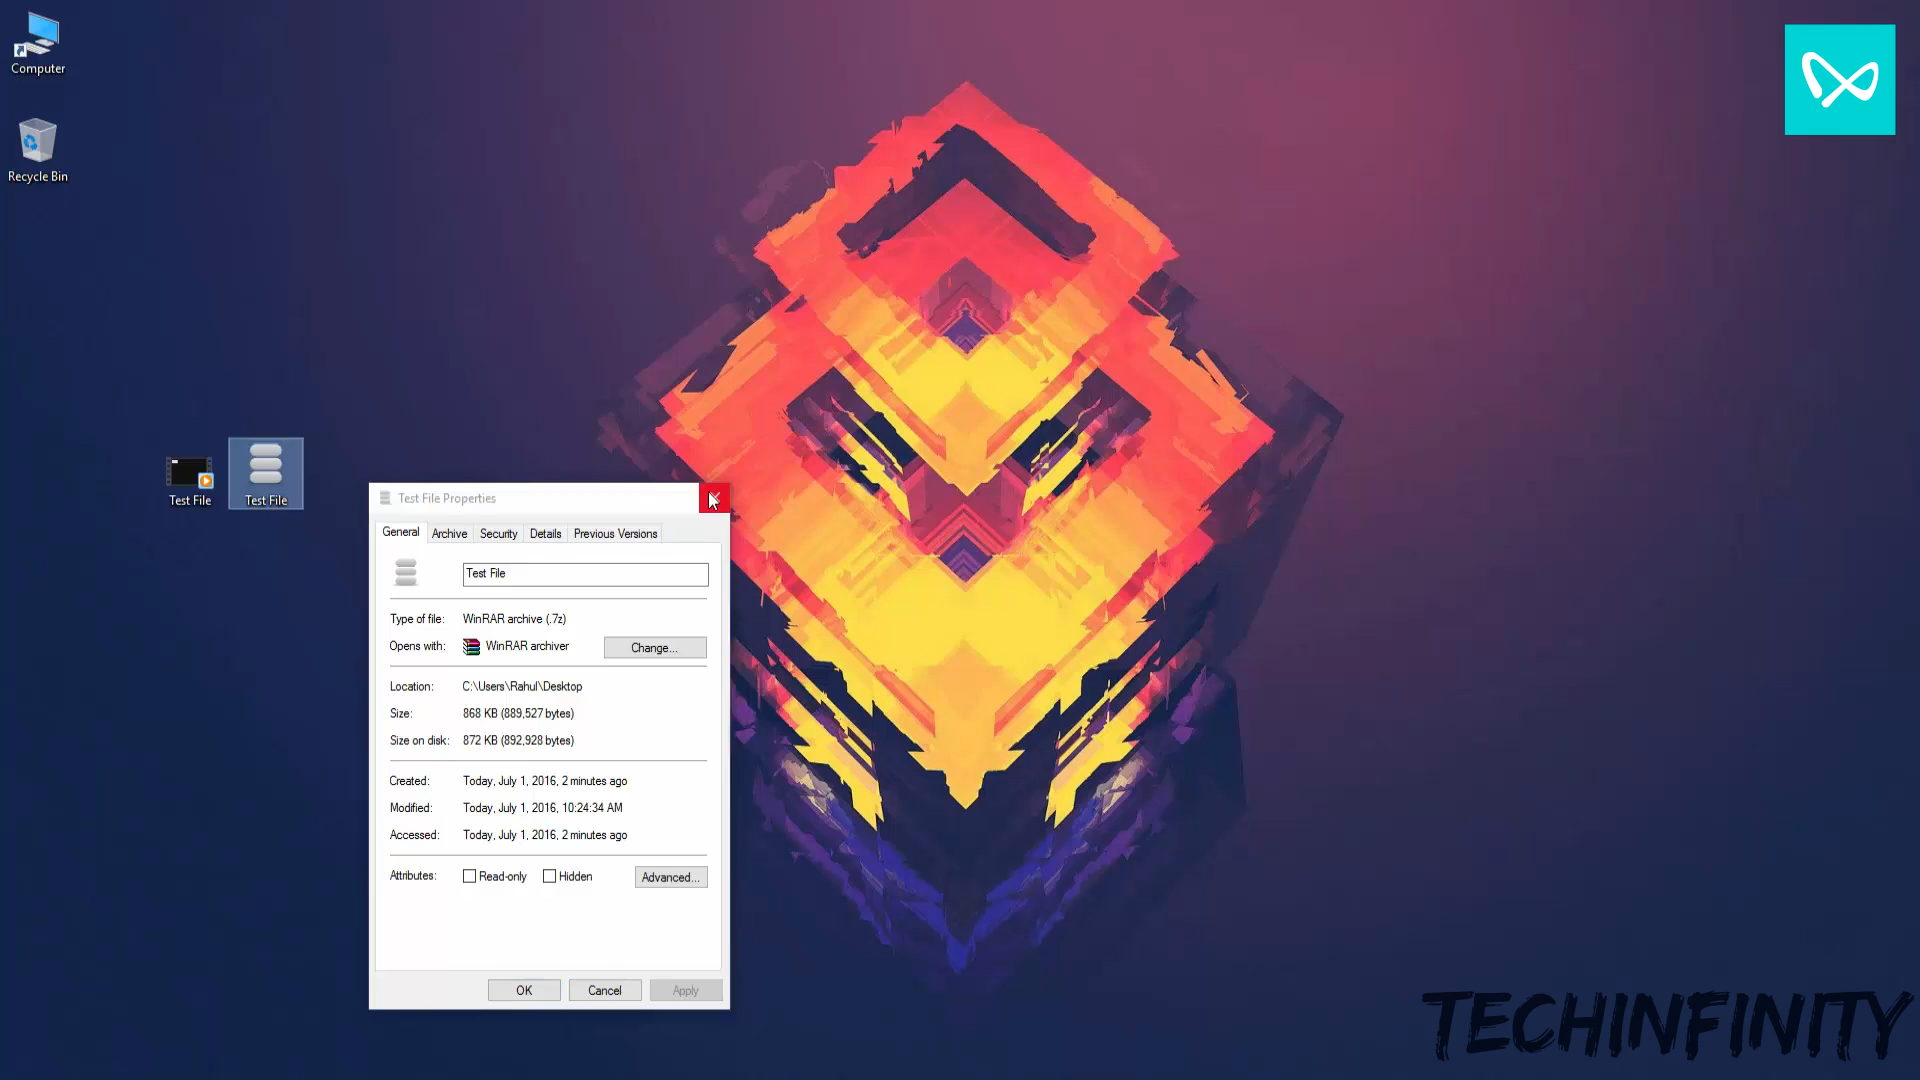 Computer
Recycle Bin
Test File
Test File
Test File Properties
General Archive Security Details Previous Versions
Test File
Type of file: WinRAR archive (.7z)
Opens with: WinRAR archiver Change...
Location: C:\Users\Rahul\Desktop
Size: 868 KB (889,527 bytes)
Size on disk: 872 KB (892,928 bytes)
Created: Today, July 1, 2016, 2 minutes ago
Modified: Today, July 1, 2016, 10:24:34 AM
Accessed: Today, July 1, 2016, 2 minutes ago
Attributes: Read-only Hidden Advanced...
OK Cancel Apply
TECHINFINITY